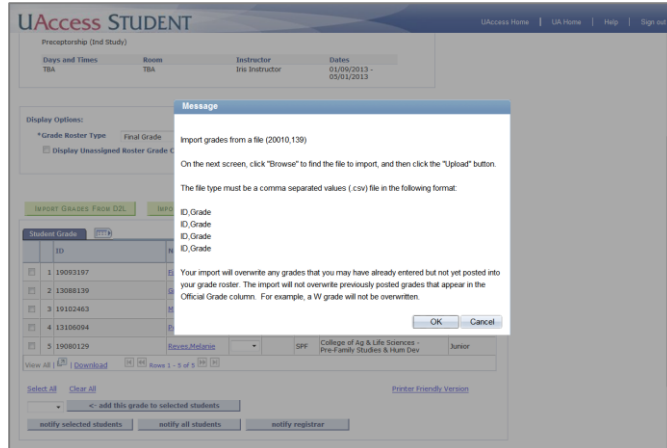 UACCESS STUDENT
UAccess Home | UA Home | Help | Sign out
Preceptorship (Ind Study)
Days and Times Room Instructor Dates
TBA TBA Iris Instructor 01/09/2013 -
05/01/2013
Display Options:
*Grade Roster Type Final Grade
Display Unassigned Roster Grade
Message
Import grades from a file (20010,139)
On the next screen, click "Browse" to find the file to import, and then click the "Upload" button.
The file type must be a comma separated values (.csv) file in the following format:
ID,Grade
ID,Grade
ID,Grade
ID,Grade
Your import will overwrite any grades that you may have already entered but not yet posted into
your grade roster. The import will not overwrite previously posted grades that appear in the
Official Grade column. For example, a W grade will not be overwritten.
OK Cancel
IMPORT GRADES FROM D2L
Student Grade
ID
1 19093197
2 13088139
3 19102463
4 13106094
5 19080129 Reyes,Melanie SPF College of Ag & Life Sciences -
Pre-Family Studies & Hum Dev Junior
View All | | Download Rows 1 - 5 of 5
Select All Clear All Printer Friendly Version
<- add this grade to selected students
notify selected students notify all students notify registrar